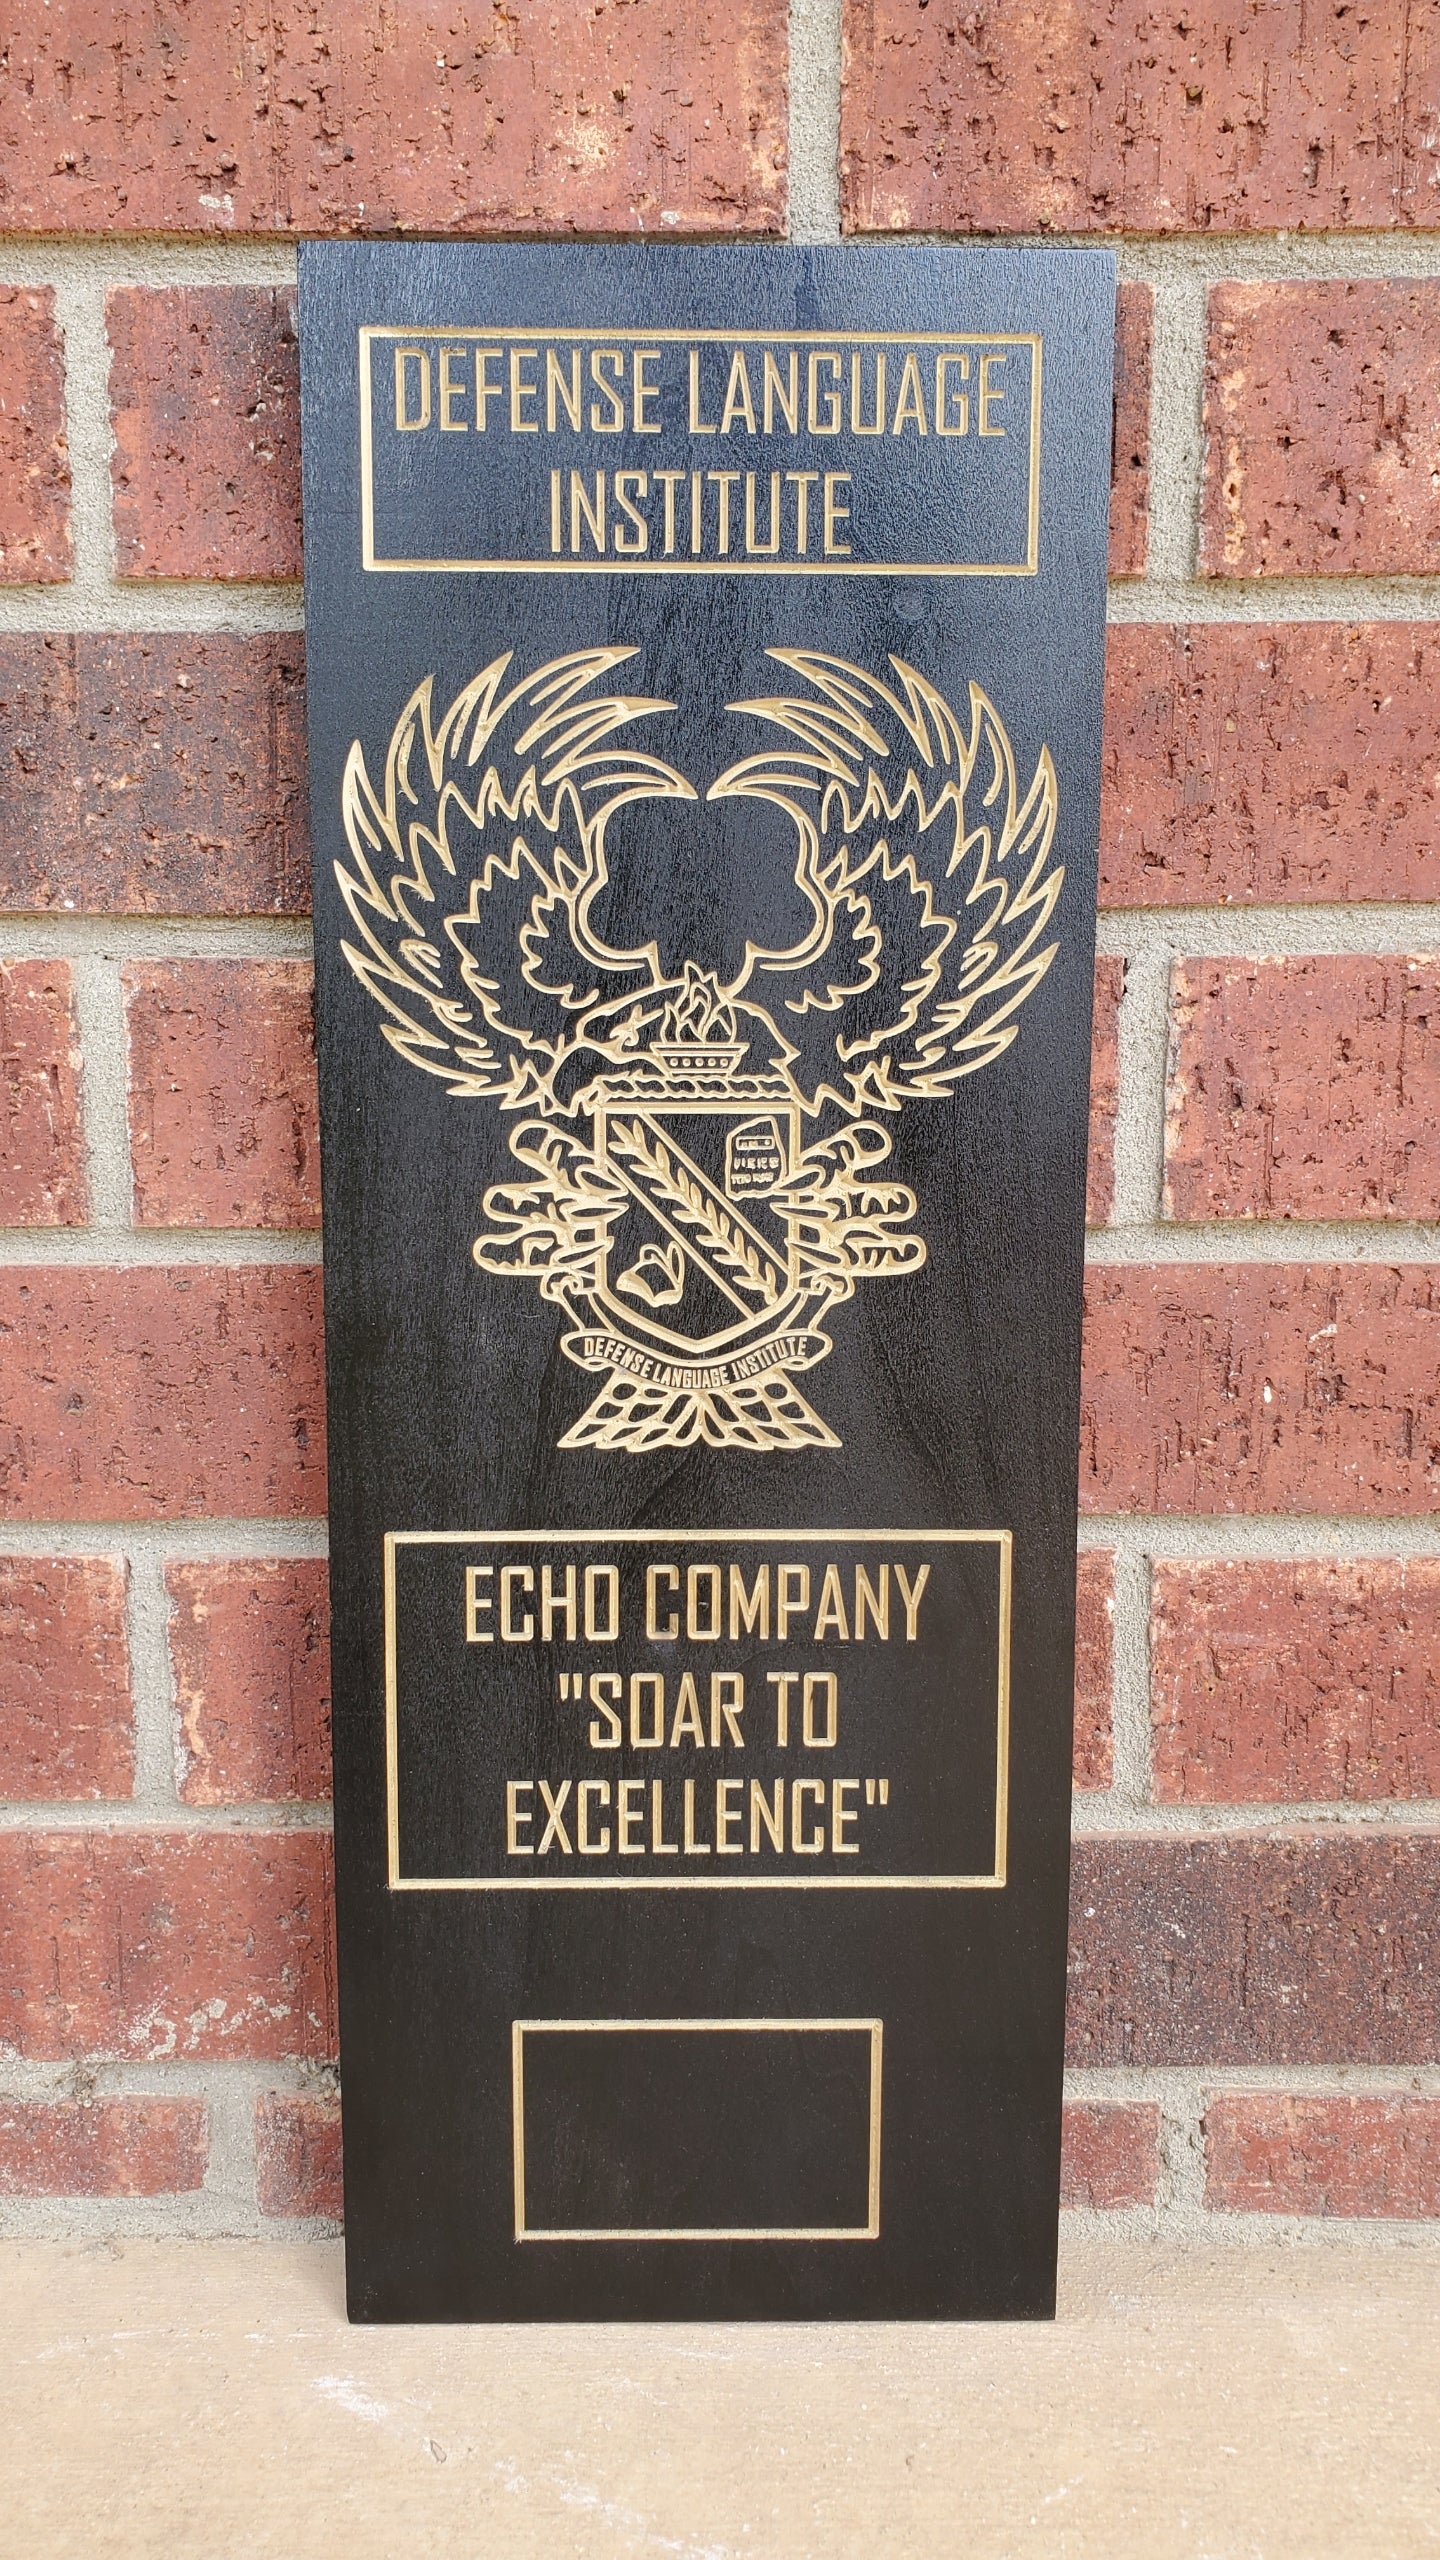 DEFENSE LANGUAGE
INSTITUTE
DEFENSE LANGUAGE INSTITUTE
ECHO COMPANY
"SOAR TO
EXCELLENCE"